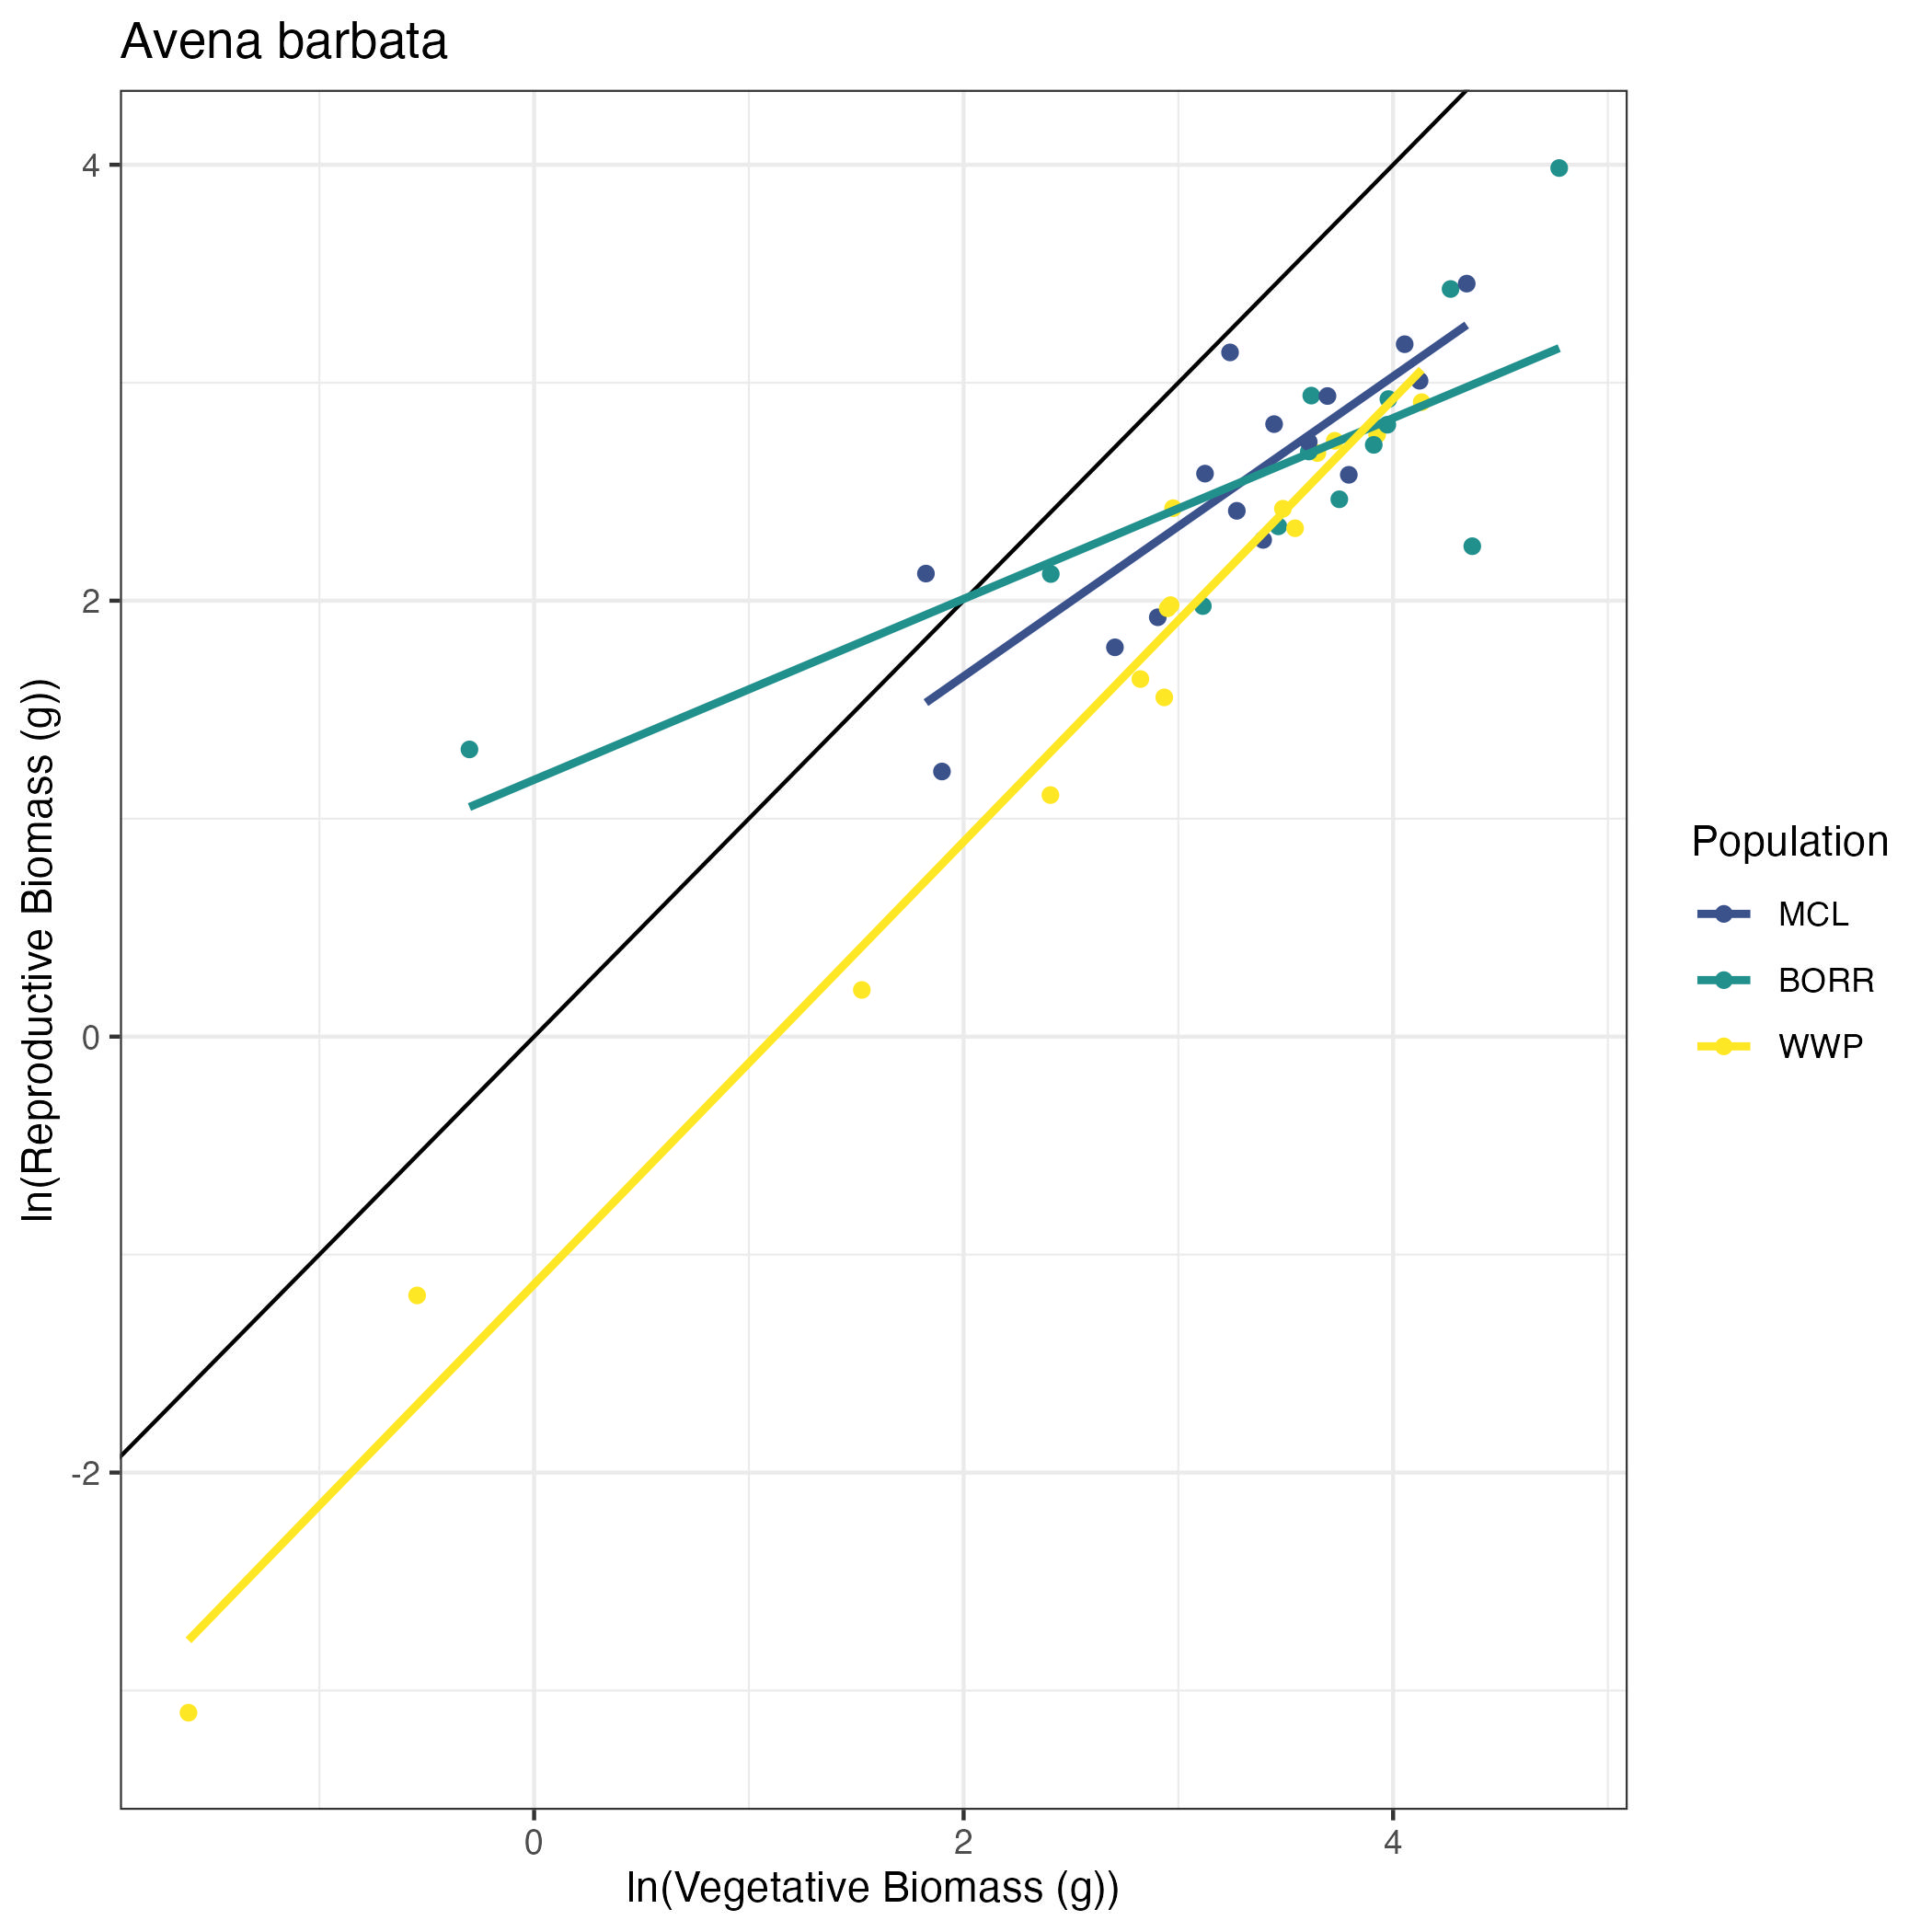 Avena barbata
ln(Reproductive Biomass (g))
4
2
0
-2
0
2
4
ln(Vegetative Biomass (g))
Population
MCL
BORR
WWP